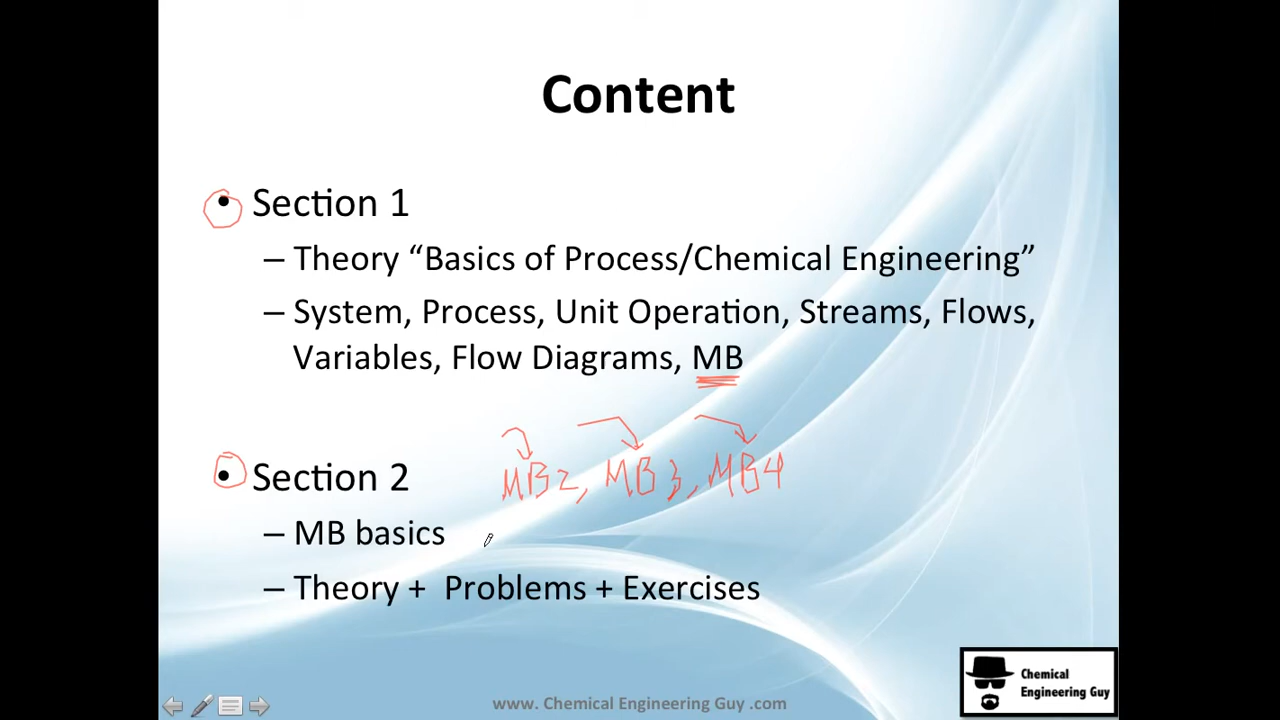 Content
• Section 1
– Theory “Basics of Process/Chemical Engineering”
– System, Process, Unit Operation, Streams, Flows,
Variables, Flow Diagrams, MB
MB2, MB3, MB4
• Section 2
– MB basics
– Theory + Problems + Exercises
www. Chemical Engineering Guy .com
Chemical
Engineering Guy